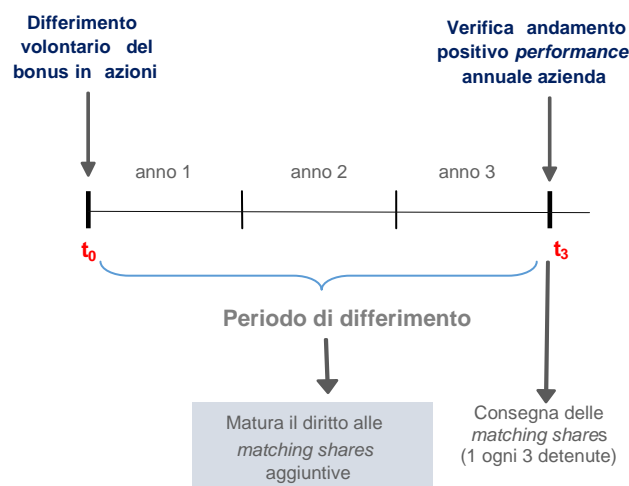 Differimento
volontario del
bonus in azioni
Verifica andamento
positivo performance
annuale azienda
anno 1
anno 2
anno 3
t0
t3
Periodo di differimento
Matura il diritto alle
matching shares
aggiuntive
Consegna delle
matching shares
(1 ogni 3 detenute)